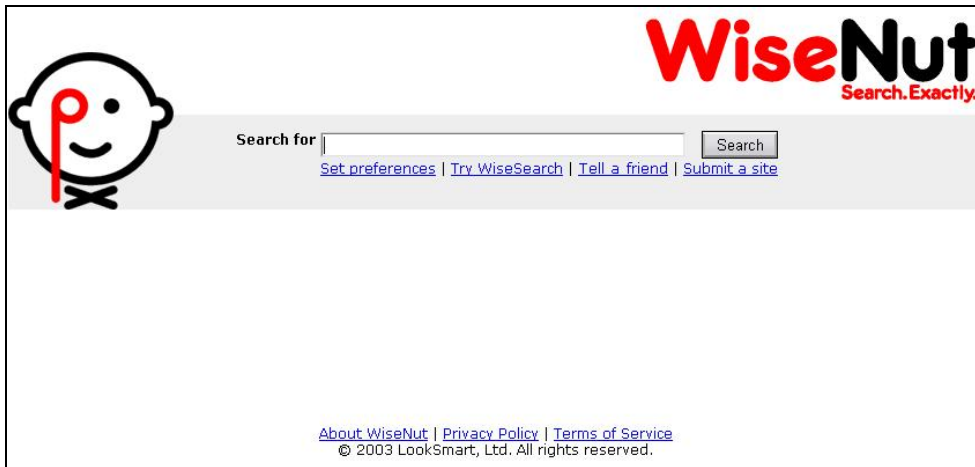 WiseNut
Search.Exactly.
Search for
Search
Set preferences | Try WiseSearch | Tell a friend | Submit a site
About WiseNut | Privacy Policy | Terms of Service
© 2003 LookSmart, Ltd. All rights reserved.